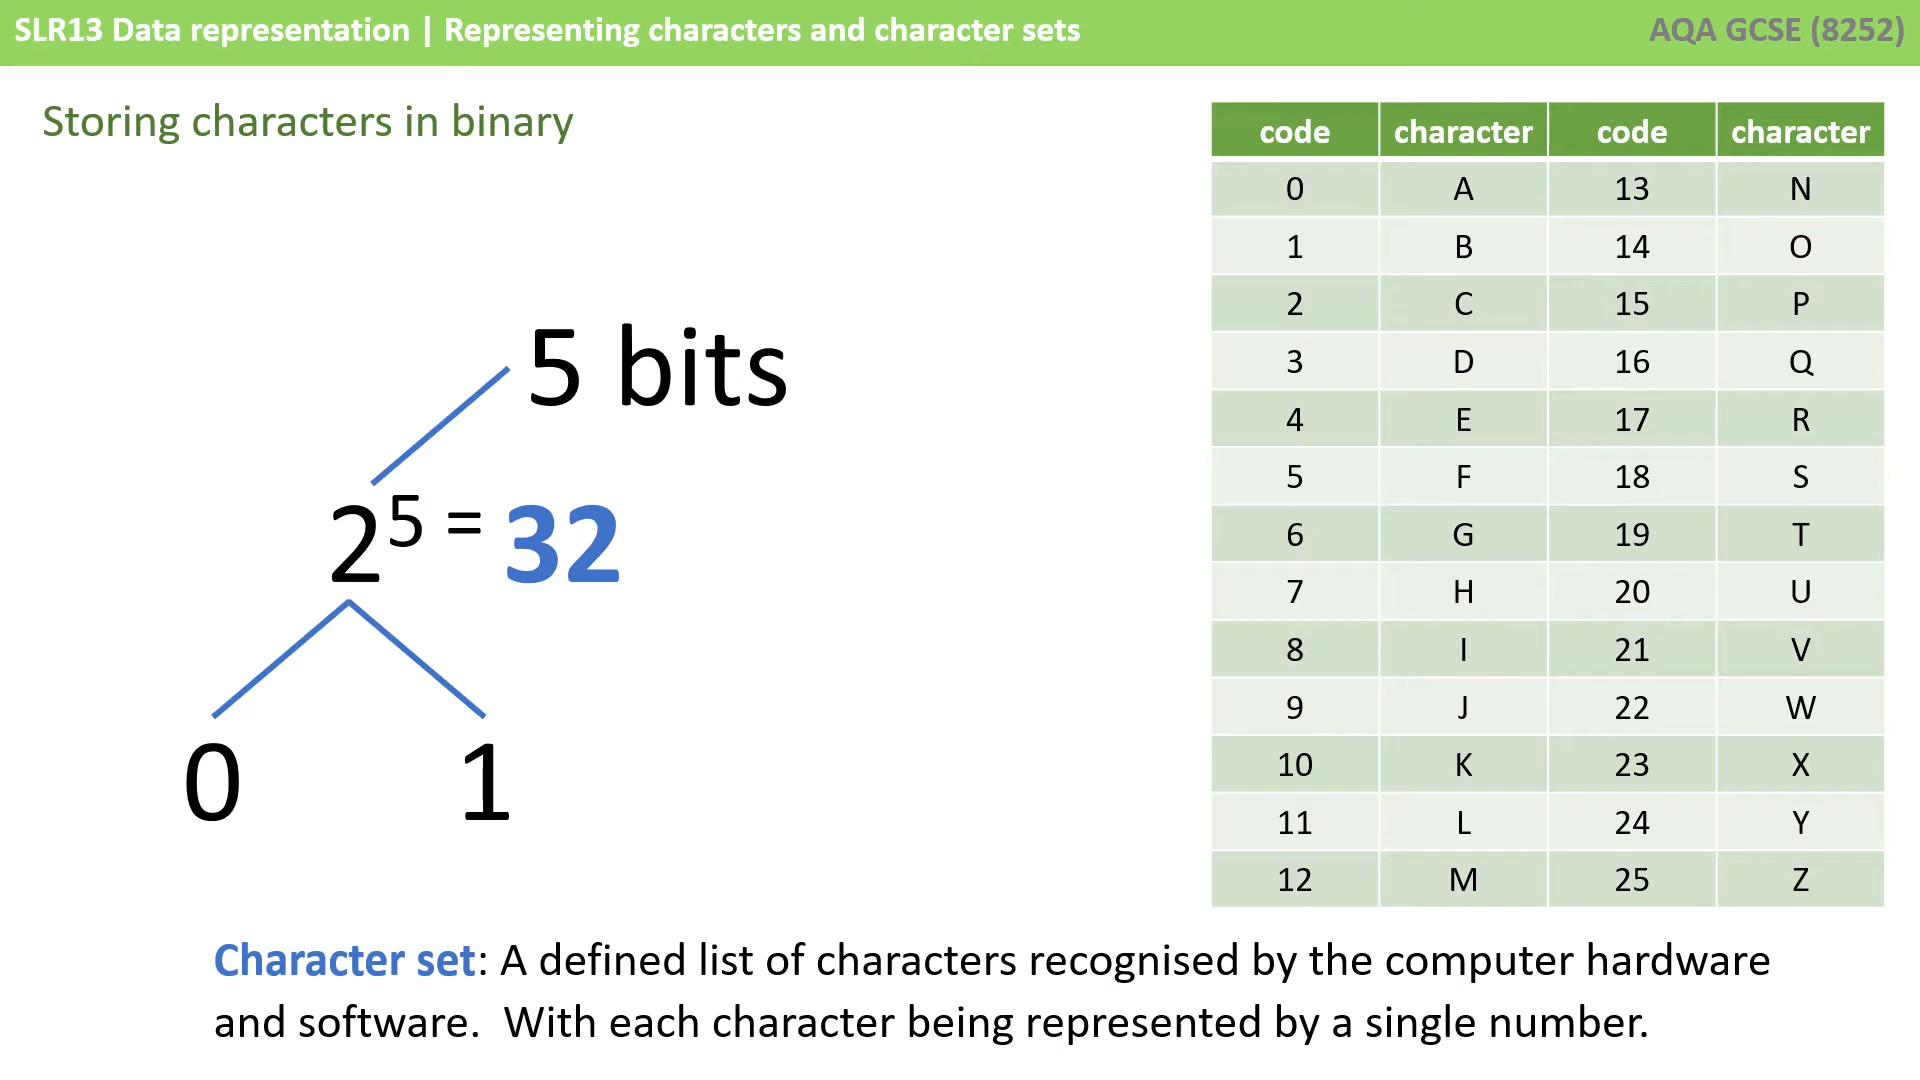 SLR13 Data representation | Representing characters and character sets
AQA GCSE (8252)
Storing characters in binary
5 bits
2⁵ = 32
0 1
code character code character
0 A 13 N
1 B 14 O
2 C 15 P
3 D 16 Q
4 E 17 R
5 F 18 S
6 G 19 T
7 H 20 U
8 I 21 V
9 J 22 W
10 K 23 X
11 L 24 Y
12 M 25 Z
Character set: A defined list of characters recognised by the computer hardware
and software.  With each character being represented by a single number.